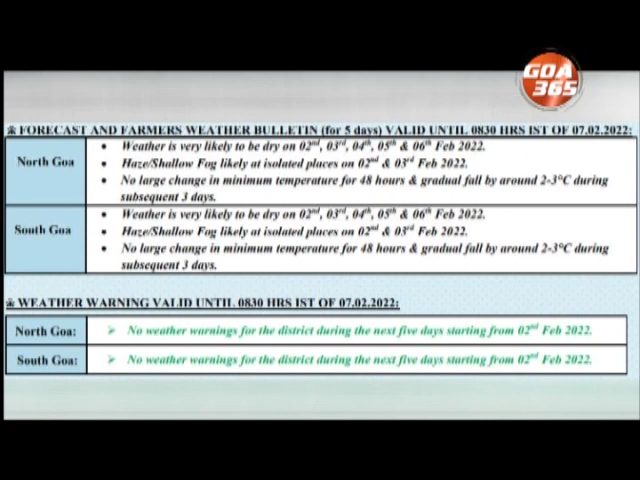 GOA
365
FORECAST AND FARMERS WEATHER BULLETIN (for 5 days) VALID UNTIL 0830 HRS IST OF 07.02.2022:
North Goa
• Weather is very likely to be dry on 02nd, 03rd, 04th, 05th & 06th Feb 2022.
• Haze/Shallow Fog likely at isolated places on 02nd & 03rd Feb 2022.
• No large change in minimum temperature for 48 hours & gradual fall by around 2-3°C during
subsequent 3 days.
South Goa
• Weather is very likely to be dry on 02nd, 03rd, 04th, 05th & 06th Feb 2022.
• Haze/Shallow Fog likely at isolated places on 02nd & 03rd Feb 2022.
• No large change in minimum temperature for 48 hours & gradual fall by around 2-3°C during
subsequent 3 days.
WEATHER WARNING VALID UNTIL 0830 HRS IST OF 07.02.2022:
North Goa:
➢ No weather warnings for the district during the next five days starting from 02nd Feb 2022.
South Goa:
➢ No weather warnings for the district during the next five days starting from 02nd Feb 2022.